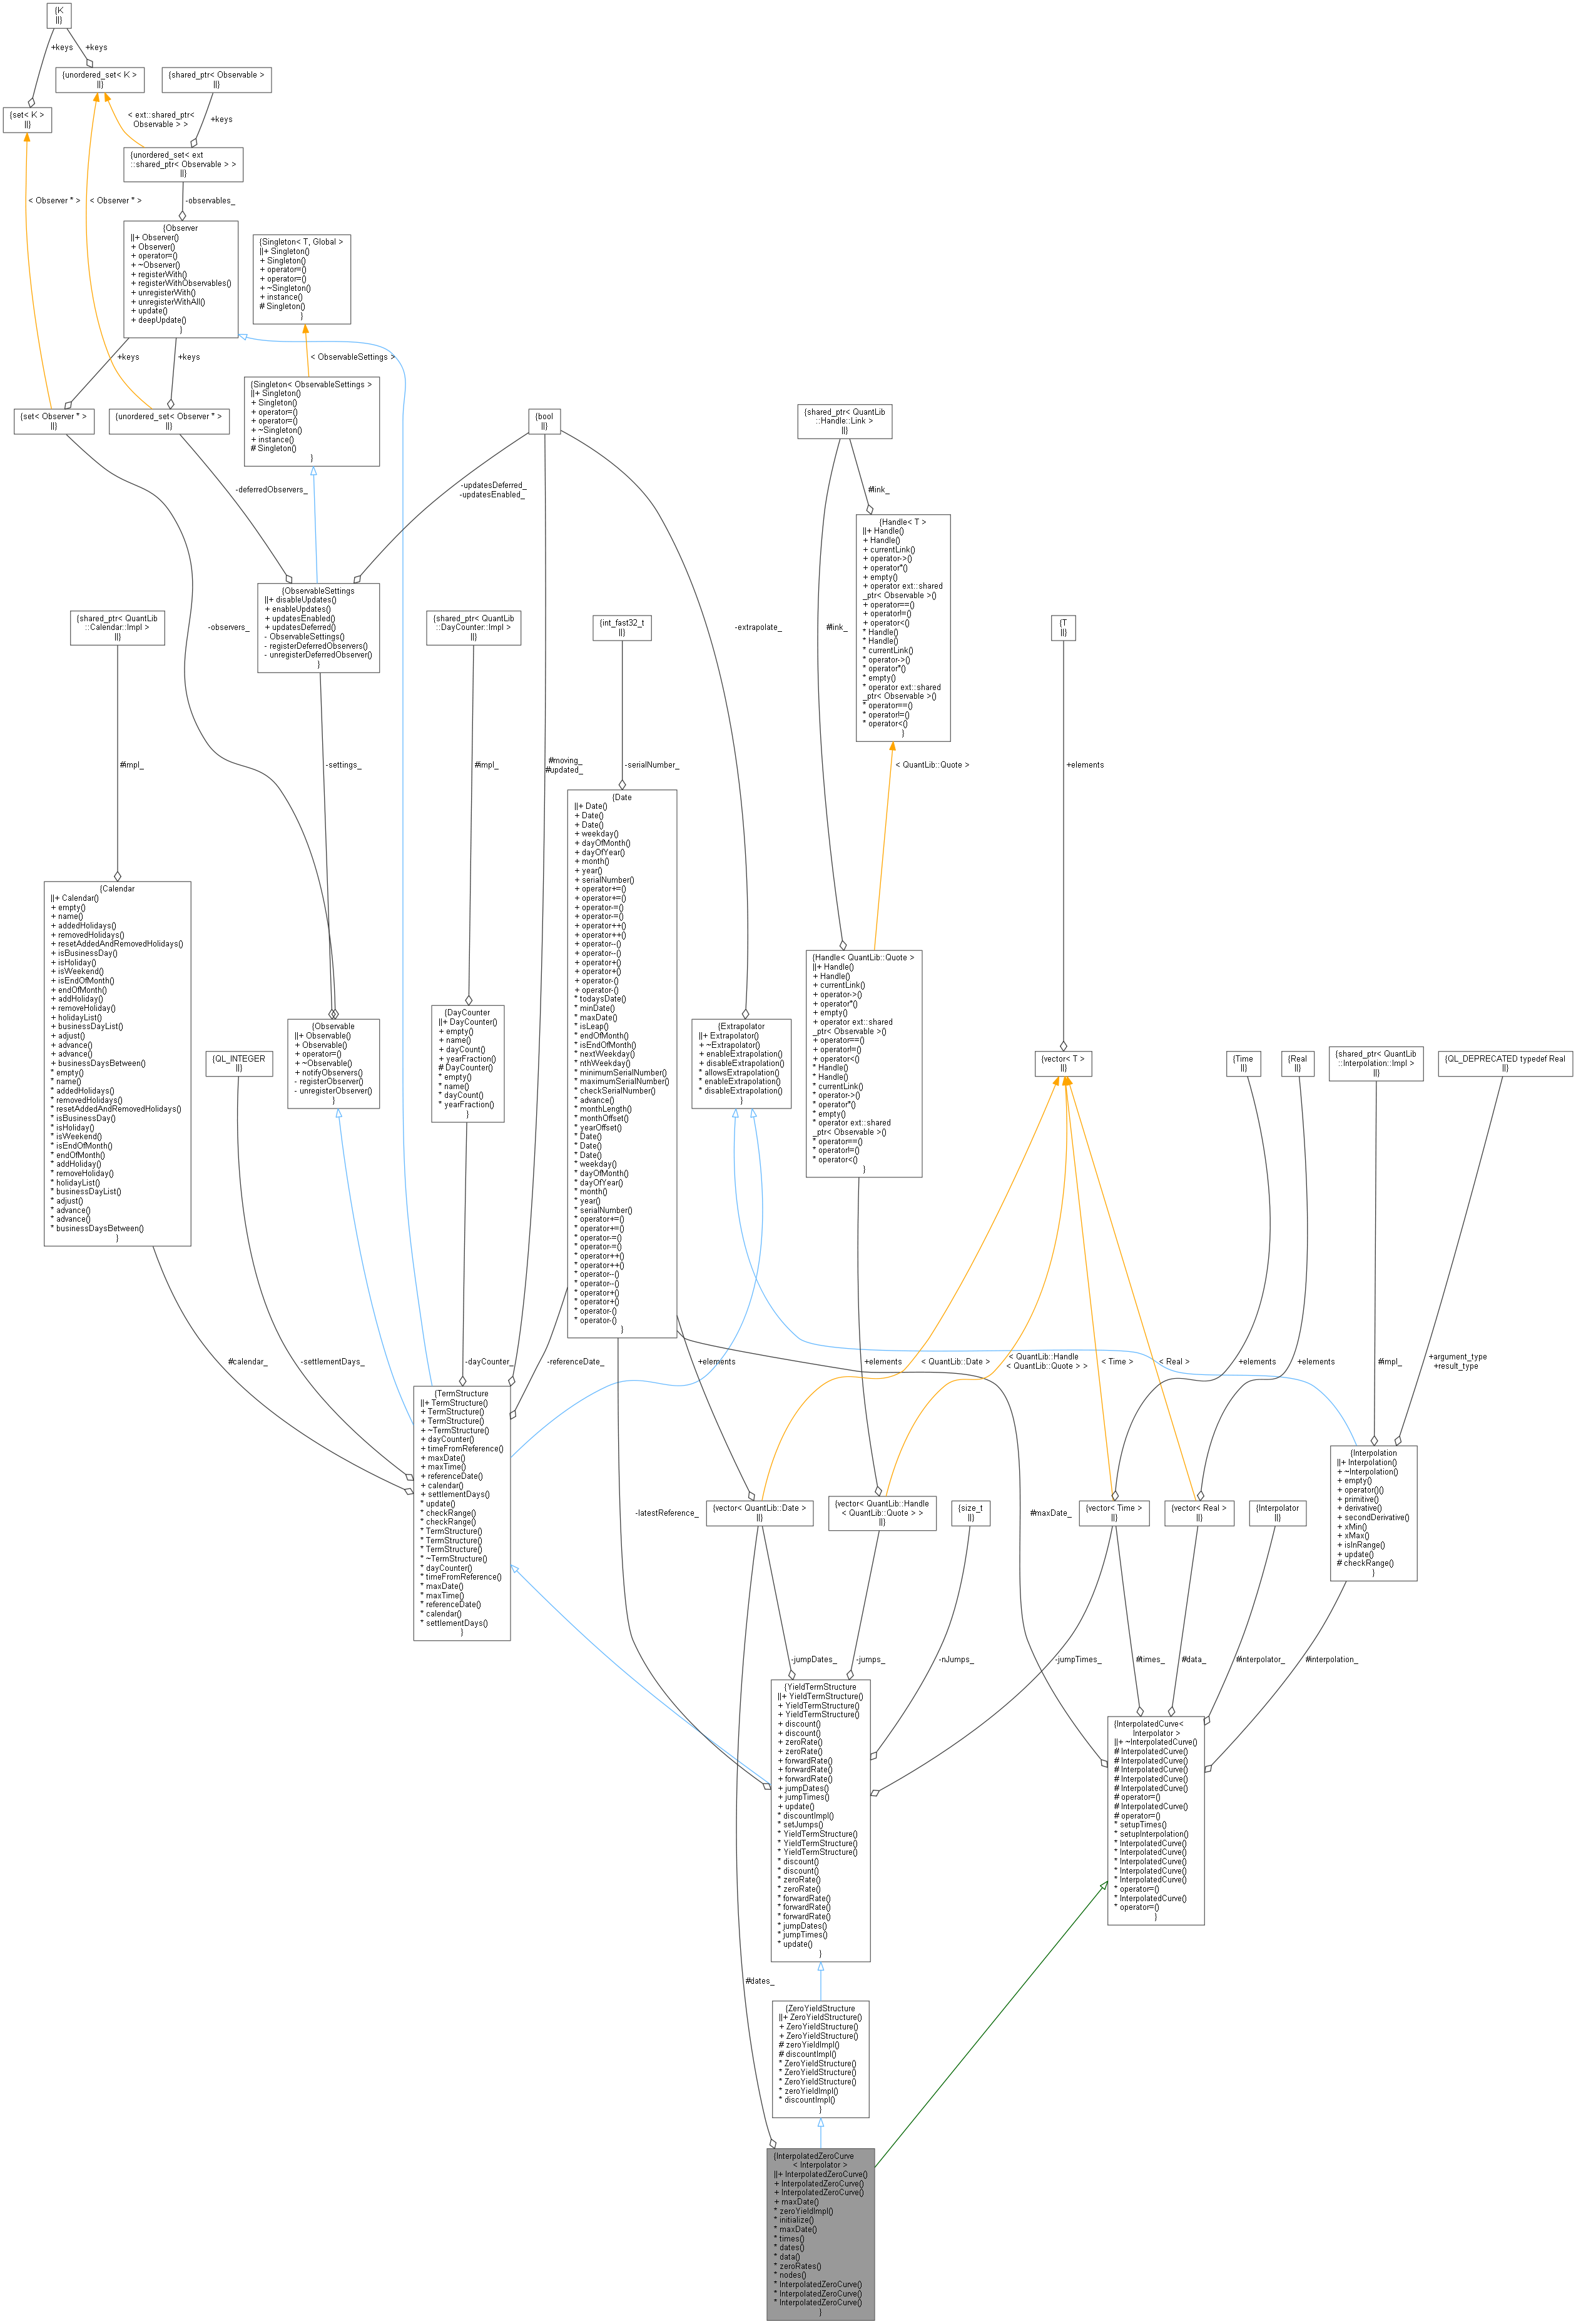 {K
||}
+keys
+keys
{unordered_set< K >
||}
{shared_ptr< Observable >
||}
{set< K >
||}
< ext::shared_ptr<
Observable > >
+keys
{unordered_set< ext
::shared_ptr< Observable > >
||}
< Observer * >
< Observer * >
-observables_
{Observer
||+ Observer()
+ Observer()
+ operator=()
+ ~Observer()
+ registerWith()
+ registerWithObservables()
+ unregisterWith()
+ unregisterWithAll()
+ update()
+ deepUpdate()
}
{Singleton< T, Global >
||+ Singleton()
+ Singleton()
+ operator=()
+ operator=()
+ ~Singleton()
+ instance()
# Singleton()
}
+keys
+keys
< ObservableSettings >
{set< Observer * >
||}
{unordered_set< Observer * >
||}
{Singleton< ObservableSettings >
||+ Singleton()
+ Singleton()
+ operator=()
+ operator=()
+ ~Singleton()
+ instance()
# Singleton()
}
{bool
||}
{shared_ptr< QuantLib
::Handle::Link >
||}
-deferredObservers_
-updatesDeferred_
-updatesEnabled_
#link_
{Handle< T >
||+ Handle()
+ Handle()
+ currentLink()
+ operator->()
+ operator*()
+ empty()
+ operator ext::shared
_ptr< Observable >()
+ operator==()
+ operator!=()
+ operator<()
* Handle()
* Handle()
* currentLink()
* operator->()
* operator*()
* empty()
* operator ext::shared
_ptr< Observable >()
* operator==()
* operator!=()
* operator<()
}
{ObservableSettings
||+ disableUpdates()
+ enableUpdates()
+ updatesEnabled()
+ updatesDeferred()
- ObservableSettings()
- registerDeferredObservers()
- unregisterDeferredObserver()
}
{shared_ptr< QuantLib
::Calendar::Impl >
||}
-observers_
{shared_ptr< QuantLib
::DayCounter::Impl >
||}
{int_fast32_t
||}
-extrapolate_
#link_
{T
||}
#impl_
-settings_
#impl_
#moving_
#updated_
-serialNumber_
< QuantLib::Quote >
+elements
{Calendar
||+ Calendar()
+ empty()
+ name()
+ addedHolidays()
+ removedHolidays()
+ resetAddedAndRemovedHolidays()
+ isBusinessDay()
+ isHoliday()
+ isWeekend()
+ isEndOfMonth()
+ endOfMonth()
+ addHoliday()
+ removeHoliday()
+ holidayList()
+ businessDayList()
+ adjust()
+ advance()
+ advance()
+ businessDaysBetween()
* empty()
* name()
* addedHolidays()
* removedHolidays()
* resetAddedAndRemovedHolidays()
* isBusinessDay()
* isHoliday()
* isWeekend()
* isEndOfMonth()
* endOfMonth()
* addHoliday()
* removeHoliday()
* holidayList()
* businessDayList()
* adjust()
* advance()
* advance()
* businessDaysBetween()
}
{QL_INTEGER
||}
{Observable
||+ Observable()
+ Observable()
+ operator=()
+ ~Observable()
+ notifyObservers()
- registerObserver()
- unregisterObserver()
}
{DayCounter
||+ DayCounter()
+ empty()
+ name()
+ dayCount()
+ yearFraction()
# DayCounter()
* empty()
* name()
* dayCount()
* yearFraction()
}
{Date
||+ Date()
+ Date()
+ Date()
+ weekday()
+ dayOfMonth()
+ dayOfYear()
+ month()
+ year()
+ serialNumber()
+ operator+=()
+ operator+=()
+ operator-=()
+ operator-=()
+ operator++()
+ operator++()
+ operator--()
+ operator--()
+ operator+()
+ operator+()
+ operator-()
+ operator-()
* todaysDate()
* minDate()
* maxDate()
* isLeap()
* endOfMonth()
* isEndOfMonth()
* nextWeekday()
* nthWeekday()
* minimumSerialNumber()
* maximumSerialNumber()
* checkSerialNumber()
* advance()
* monthLength()
* monthOffset()
* yearOffset()
* Date()
* Date()
* Date()
* weekday()
* dayOfMonth()
* dayOfYear()
* month()
* year()
* serialNumber()
* operator+=()
* operator+=()
* operator-=()
* operator-=()
* operator++()
* operator++()
* operator--()
* operator--()
* operator+()
* operator+()
* operator-()
* operator-()
}
{Extrapolator
||+ Extrapolator()
+ ~Extrapolator()
+ enableExtrapolation()
+ disableExtrapolation()
* allowsExtrapolation()
* enableExtrapolation()
* disableExtrapolation()
}
{Handle< QuantLib::Quote >
||+ Handle()
+ Handle()
+ currentLink()
+ operator->()
+ operator*()
+ empty()
+ operator ext::shared
_ptr< Observable >()
+ operator==()
+ operator!=()
+ operator<()
* Handle()
* Handle()
* currentLink()
* operator->()
* operator*()
* empty()
* operator ext::shared
_ptr< Observable >()
* operator==()
* operator!=()
* operator<()
}
{vector< T >
||}
{Time
||}
{Real
||}
{shared_ptr< QuantLib
::Interpolation::Impl >
||}
{QL_DEPRECATED typedef Real
||}
#calendar_
-settlementDays_
-dayCounter_
-referenceDate_
+elements
+elements
< QuantLib::Date >
< QuantLib::Handle
< QuantLib::Quote > >
< Time >
< Real >
+elements
+elements
#impl_
+argument_type
+result_type
{TermStructure
||+ TermStructure()
+ TermStructure()
+ TermStructure()
+ ~TermStructure()
+ dayCounter()
+ timeFromReference()
+ maxDate()
+ maxTime()
+ referenceDate()
+ calendar()
+ settlementDays()
* update()
* checkRange()
* checkRange()
* TermStructure()
* TermStructure()
* TermStructure()
* ~TermStructure()
* dayCounter()
* timeFromReference()
* maxDate()
* maxTime()
* referenceDate()
* calendar()
* settlementDays()
}
-latestReference_
{vector< QuantLib::Date >
||}
{vector< QuantLib::Handle
< QuantLib::Quote > >
||}
{size_t
||}
#maxDate_
{vector< Time >
||}
{vector< Real >
||}
{Interpolator
||}
{Interpolation
||+ Interpolation()
+ ~Interpolation()
+ empty()
+ operator()()
+ primitive()
+ derivative()
+ secondDerivative()
+ xMin()
+ xMax()
+ isInRange()
+ update()
# checkRange()
}
-jumpDates_
-jumps_
-nJumps_
-jumpTimes_
#times_
#data_
#interpolator_
#interpolation_
{YieldTermStructure
||+ YieldTermStructure()
+ YieldTermStructure()
+ YieldTermStructure()
+ discount()
+ discount()
+ zeroRate()
+ zeroRate()
+ forwardRate()
+ forwardRate()
+ forwardRate()
+ jumpDates()
+ jumpTimes()
+ update()
* discountImpl()
* setJumps()
* YieldTermStructure()
* YieldTermStructure()
* YieldTermStructure()
* discount()
* discount()
* zeroRate()
* zeroRate()
* forwardRate()
* forwardRate()
* forwardRate()
* jumpDates()
* jumpTimes()
* update()
}
{InterpolatedCurve<
Interpolator >
||+ ~InterpolatedCurve()
# InterpolatedCurve()
# InterpolatedCurve()
# InterpolatedCurve()
# InterpolatedCurve()
# InterpolatedCurve()
# operator=()
# InterpolatedCurve()
# operator=()
* setupTimes()
* setupInterpolation()
* InterpolatedCurve()
* InterpolatedCurve()
* InterpolatedCurve()
* InterpolatedCurve()
* InterpolatedCurve()
* operator=()
* InterpolatedCurve()
* operator=()
}
#dates_
{ZeroYieldStructure
||+ ZeroYieldStructure()
+ ZeroYieldStructure()
+ ZeroYieldStructure()
# zeroYieldImpl()
# discountImpl()
* ZeroYieldStructure()
* ZeroYieldStructure()
* ZeroYieldStructure()
* zeroYieldImpl()
* discountImpl()
}
{InterpolatedZeroCurve
< Interpolator >
||+ InterpolatedZeroCurve()
+ InterpolatedZeroCurve()
+ InterpolatedZeroCurve()
+ maxDate()
* zeroYieldImpl()
* initialize()
* maxDate()
* times()
* dates()
* data()
* zeroRates()
* nodes()
* InterpolatedZeroCurve()
* InterpolatedZeroCurve()
* InterpolatedZeroCurve()
}